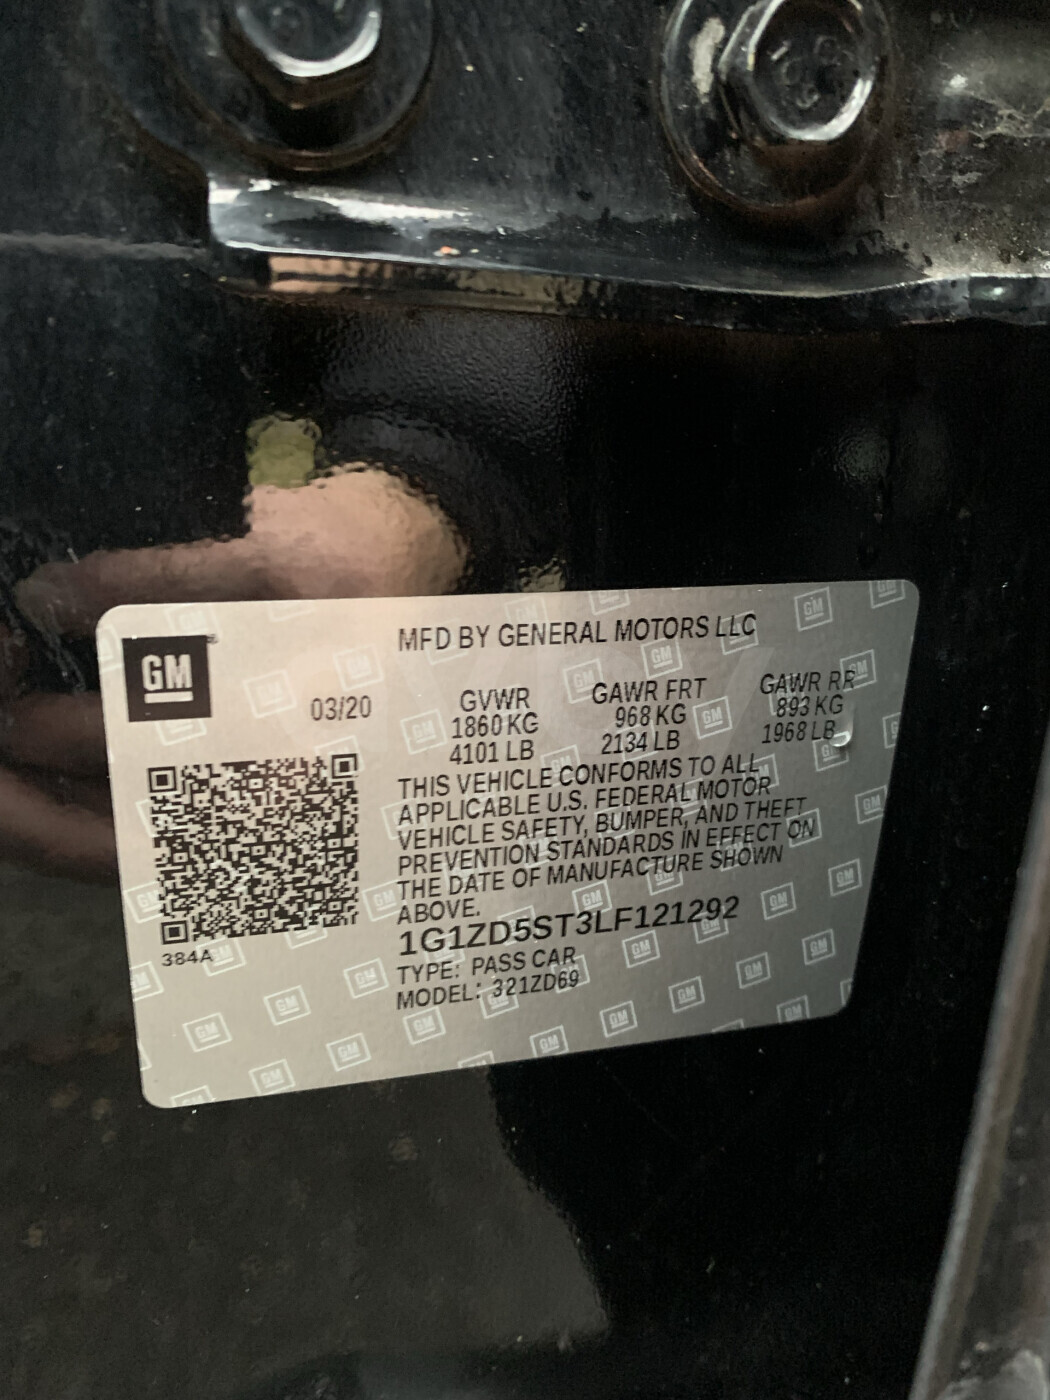 MFD BY GENERAL MOTORS LLC
GM
03/20
GVWR GAWR FRT GAWR RR
1860 KG 968 KG 893 KG
4101 LB 2134 LB 1968 LB
THIS VEHICLE CONFORMS TO ALL
APPLICABLE U.S. FEDERAL MOTOR
VEHICLE SAFETY, BUMPER, AND THEFT
PREVENTION STANDARDS IN EFFECT ON
THE DATE OF MANUFACTURE SHOWN
ABOVE.
1G1ZD5ST3LF121292
384A
TYPE: PASS CAR
MODEL: 321ZD69